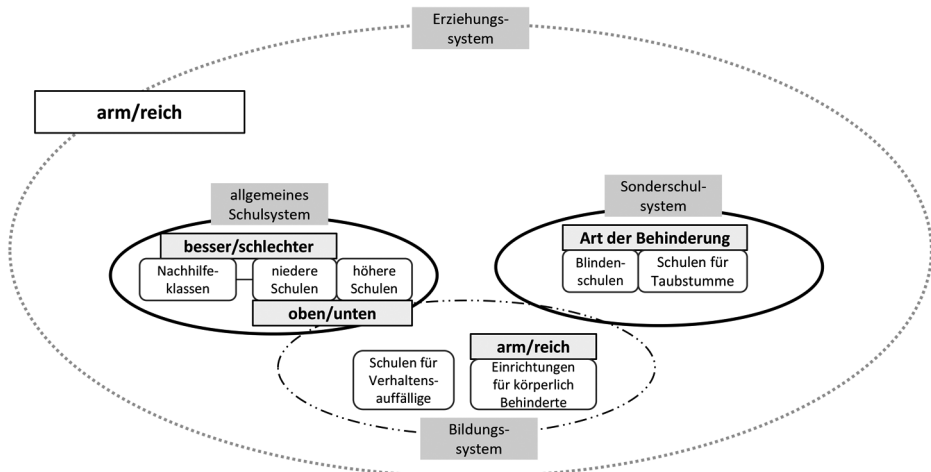 Erziehungs-
system
arm/reich
allgemeines
Schulsystem
besser/schlechter
Nachhilfe-
klassen
niedere
Schulen
höhere
Schulen
oben/unten
Sonderschul-
system
Art der Behinderung
Blinden-
schulen
Schulen für
Taubstumme
Schulen für
Verhaltens-
auffällige
arm/reich
Einrichtungen
für körperlich
Behinderte
Bildungs-
system